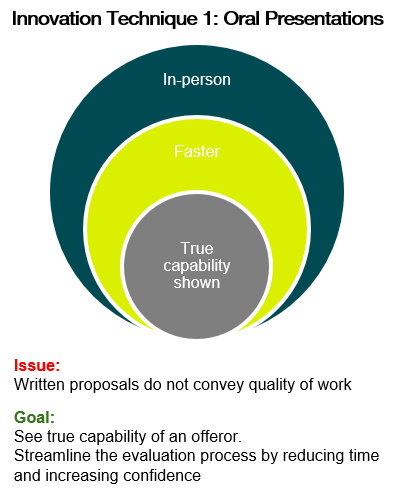 Innovation Technique 1: Oral Presentations
In-person
Faster
True
capability
shown
Issue:
Written proposals do not convey quality of work
Goal:
See true capability of an offeror.
Streamline the evaluation process by reducing time
and increasing confidence